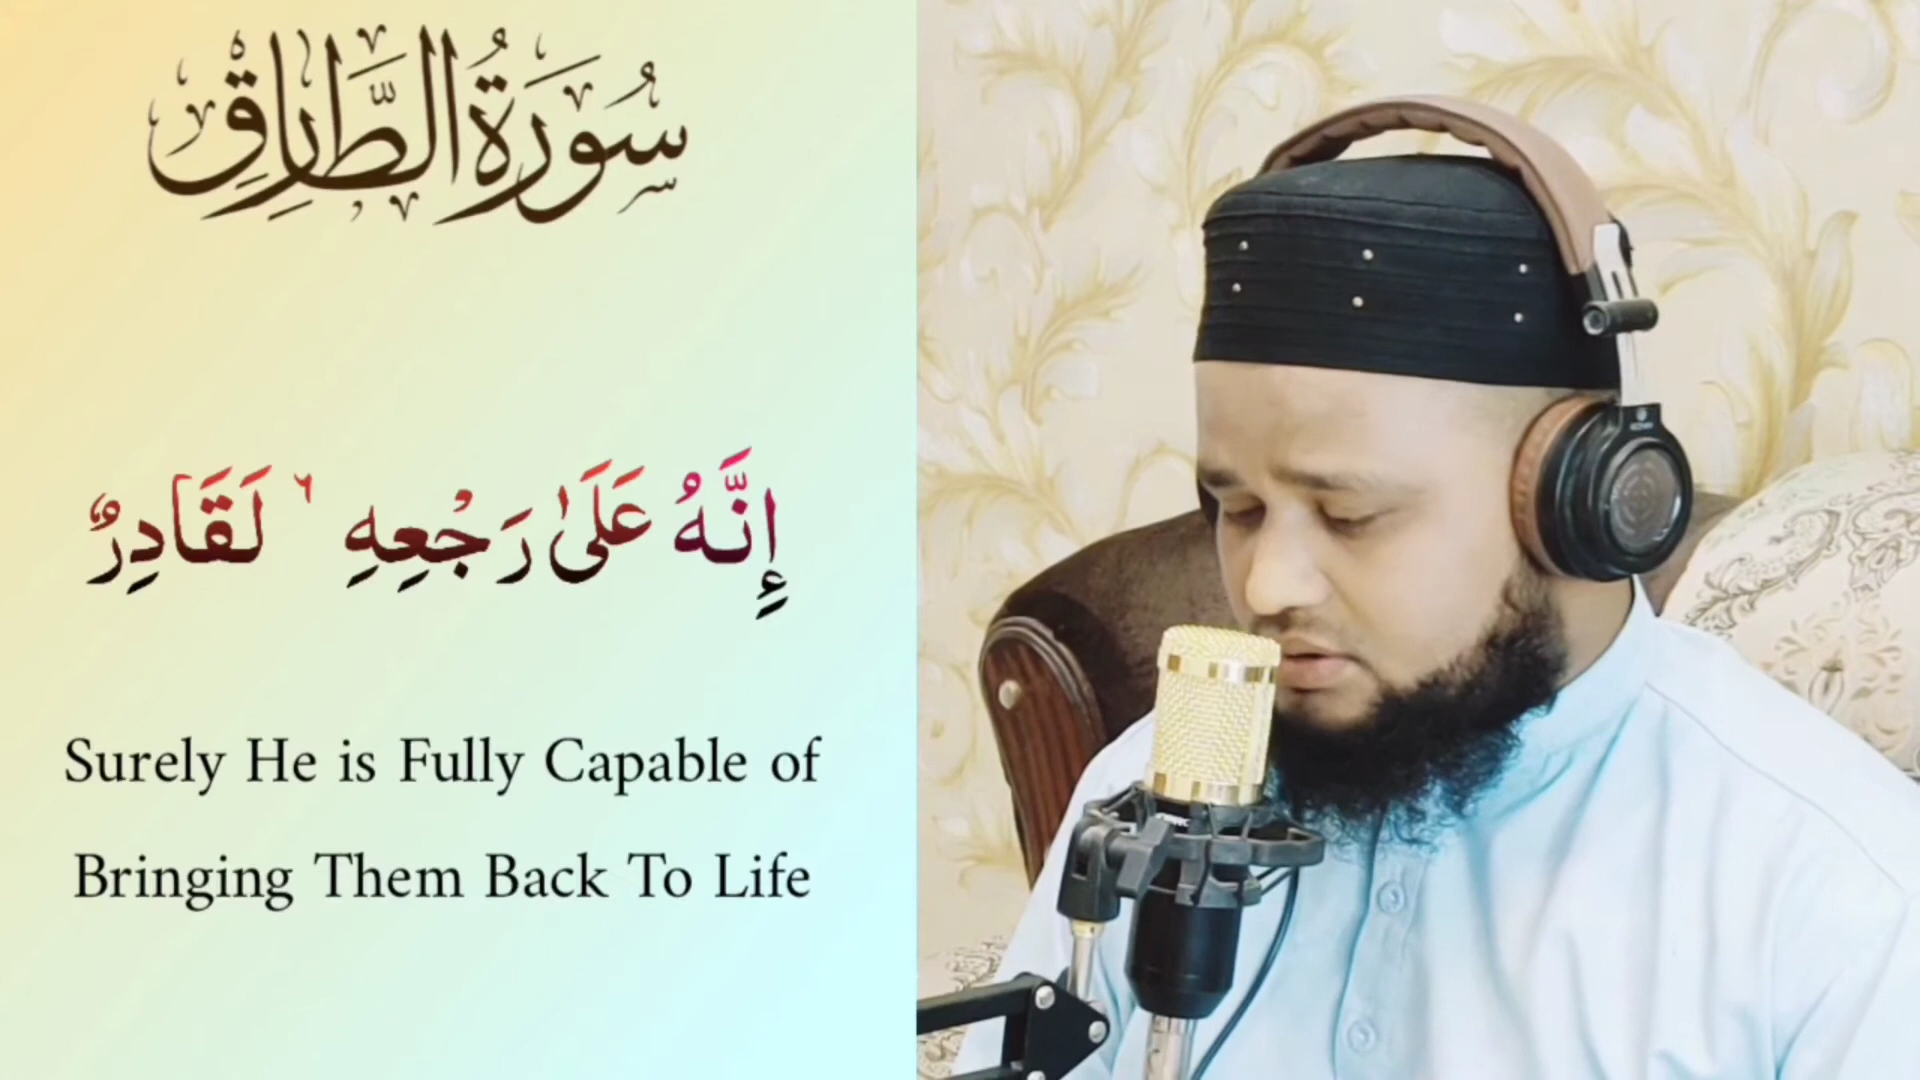 سُورَةُ الطَّارِقِ
إِنَّهُ عَلَىٰ رَجْعِهِ ۦ لَقَادِرٌ
Surely He is Fully Capable of
Bringing Them Back To Life